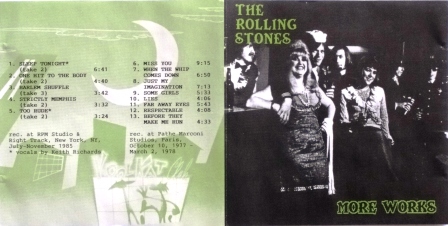 1. SLEEP TONIGHT*
(take 2) 6:41
2. ONE HIT TO THE BODY
(take 2) 4:40
3. HARLEM SHUFFLE
(take 3) 4:42
4. STRICTLY MEMPHIS
(take 2) 3:32
5. TOO RUDE*
(take 2) 3:24
rec. at RPM Studio &
Right Track, New York, NY,
July-November 1985
* vocals by Keith Richards
6. MISS YOU 9:15
7. WHEN THE WHIP
COMES DOWN 6:50
8. JUST MY
IMAGINATION 7:13
9. SOME GIRLS 5:33
10. LIES 4:04
11. FAR AWAY EYES 5:43
12. RESPECTABLE 4:08
13. BEFORE THEY
MAKE ME RUN 4:33
rec. at Pathe Marconi
Studios, Paris,
October 10, 1977 -
March 2, 1978
THE
ROLLING
STONES
MORE WORKS